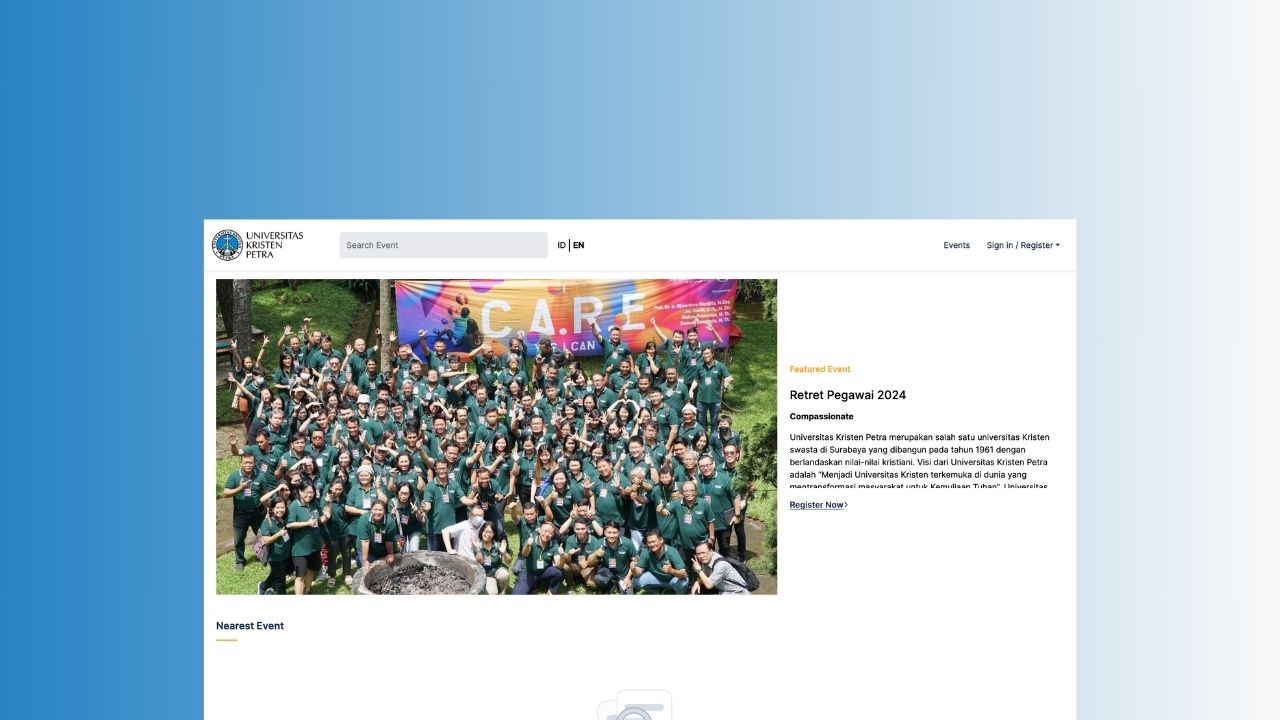 UNIVERSITAS
KRISTEN
PETRA
Search Event
ID | EN
Events
Sign in / Register
C.A.R.E
YES I CAN
Featured Event
Retret Pegawai 2024
Compassionate
Universitas Kristen Petra merupakan salah satu universitas Kristen
swasta di Surabaya yang dibangun pada tahun 1961 dengan
berlandaskan nilai-nilai kristiani. Visi dari Universitas Kristen Petra
adalah "Menjadi Universitas Kristen terkemuka di dunia yang
mentransformasi masyarakat untuk Kemuliaan Tuhan". Universitas
Register Now>
Nearest Event